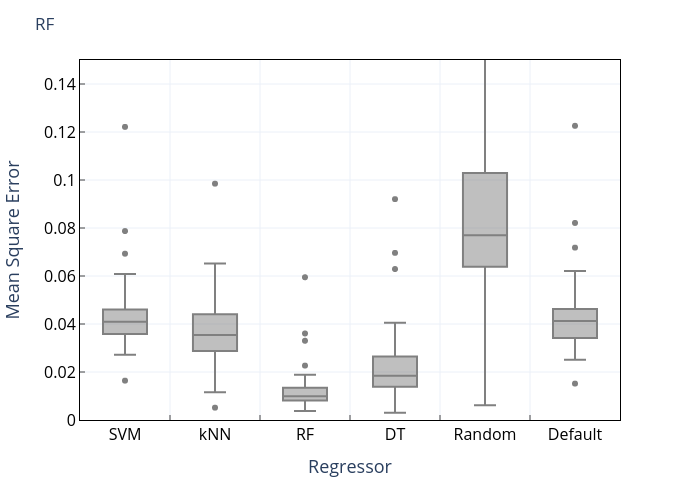 RF
Mean Square Error
0.14
0.12
0.1
0.08
0.06
0.04
0.02
0
SVM kNN RF DT Random Default
Regressor